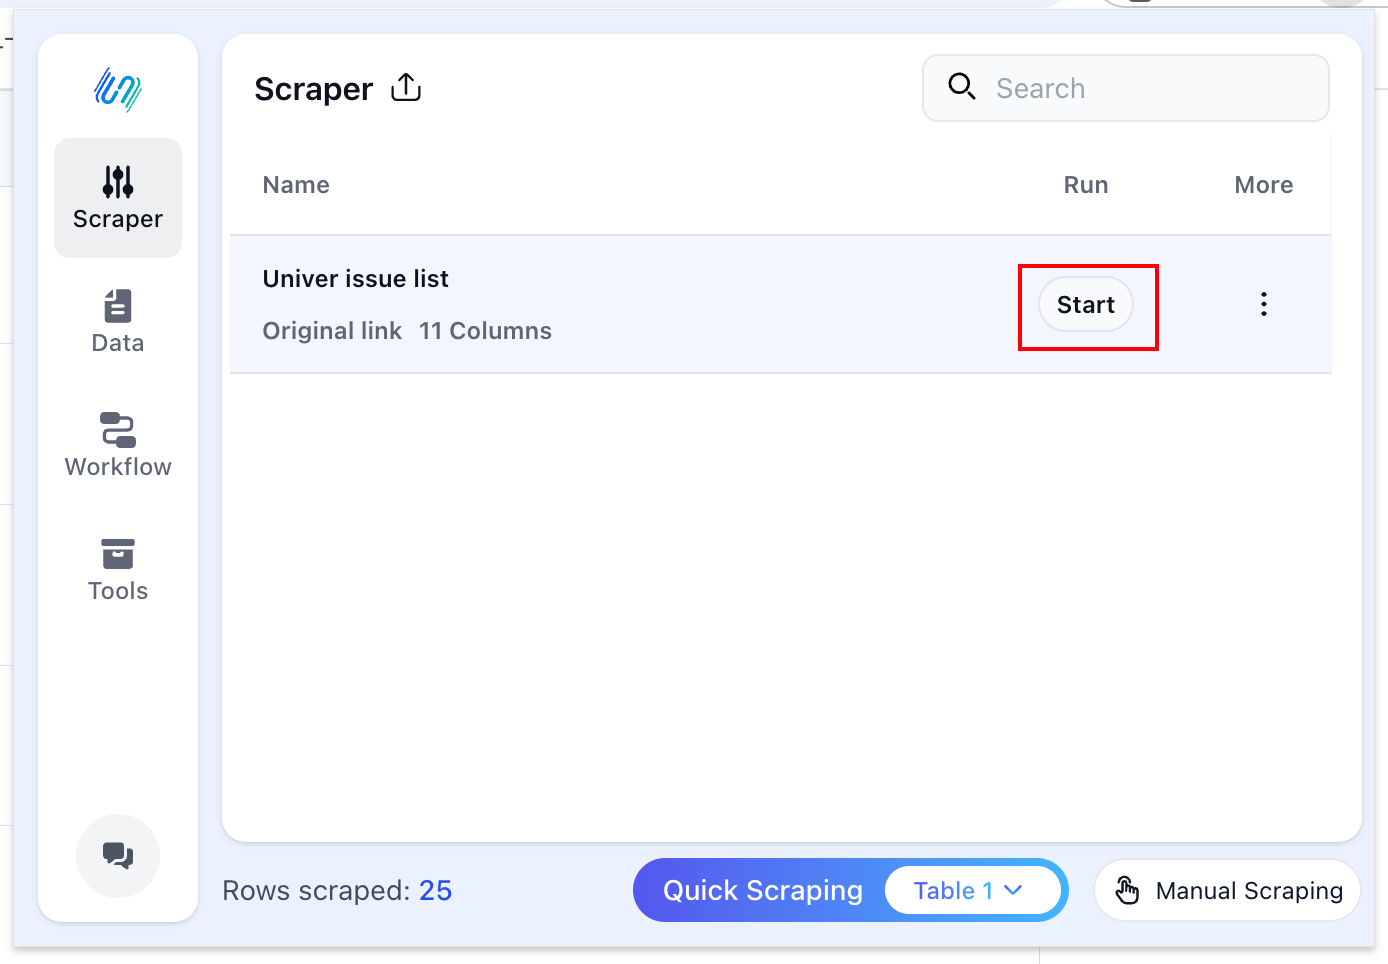 Scraper
Data
Workflow
Tools
Scraper
Search
Name Run More
Univer issue list
Original link 11 Columns
Start
Rows scraped: 25
Quick Scraping
Table 1
Manual Scraping